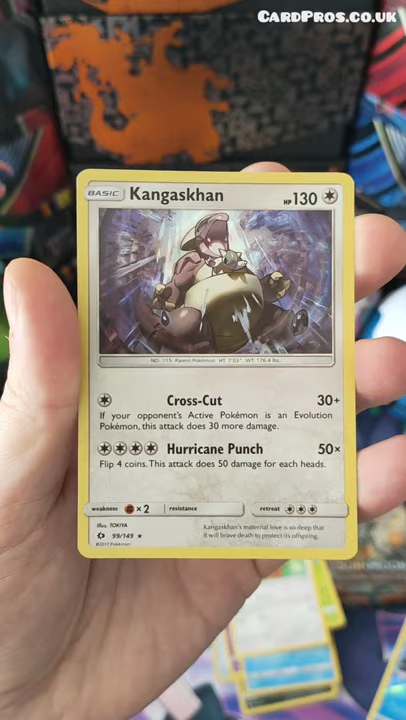 CardPros.co.uk
BASIC Kangaskhan HP 130
NO. 115 Parent Pokémon HT: 7'03" WT: 176.4 lbs.
Cross-Cut 30+
If your opponent's Active Pokémon is an Evolution
Pokémon, this attack does 30 more damage.
Hurricane Punch 50×
Flip 4 coins. This attack does 50 damage for each heads.
weakness ×2 resistance retreat
Illus. TOKIYA
99/149 ★
©2017 Pokémon
Kangaskhan's maternal love is so deep that
it will brave death to protect its offspring.